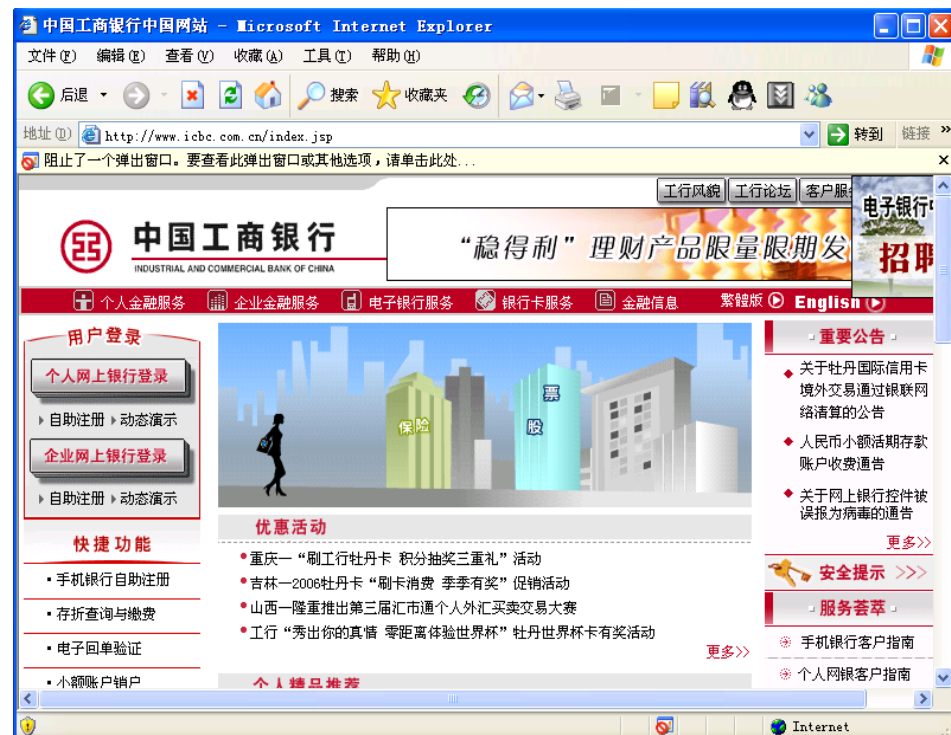 中国工商银行中国网站 - Microsoft Internet Explorer
文件(F) 编辑(E) 查看(V) 收藏(A) 工具(T) 帮助(H)
后退 搜索 收藏夹
地址(D) http://www.icbc.com.cn/index.jsp 转到 链接 »
阻止了一个弹出窗口。要查看此弹出窗口或其他选项，请单击此处... x
工行风貌 工行论坛 客户服
电子银行
招聘
中国工商银行
INDUSTRIAL AND COMMERCIAL BANK OF CHINA
“稳得利”理财产品限量限期发
个人金融服务 企业金融服务 电子银行服务 银行卡服务 金融信息 繁體版 English
用户登录
个人网上银行登录
自助注册 动态演示
企业网上银行登录
自助注册 动态演示
快捷功能
手机银行自助注册
存折查询与缴费
电子回单验证
小额账户销户
保险
股
票
优惠活动
重庆—“刷工行牡丹卡 积分抽奖三重礼”活动
吉林—2006牡丹卡“刷卡消费 季季有奖”促销活动
山西—隆重推出第三届汇市通个人外汇买卖交易大赛
工行“秀出你的真情 零距离体验世界杯”牡丹世界杯卡有奖活动
更多>>
个人精品推荐
重要公告
关于牡丹国际信用卡
境外交易通过银联网
络清算的公告
人民币小额活期存款
账户收费通告
关于网上银行控件被
误报为病毒的通告
更多>>
安全提示 >>>
服务荟萃
手机银行客户指南
个人网银客户指南
Internet